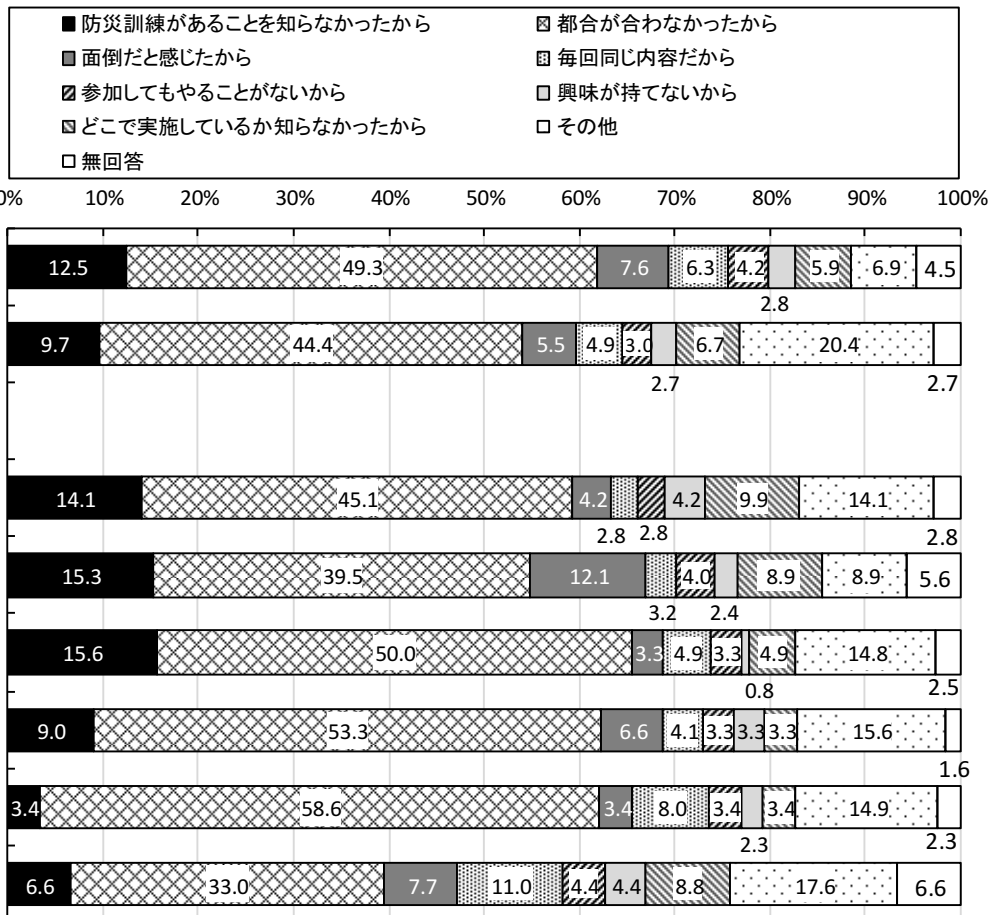 防災訓練があることを知らなかったから 都合が合わなかったから
面倒だと感じたから 毎回同じ内容だから
参加してもやることがないから 興味が持てないから
どこで実施しているか知らなかったから その他
無回答
0% 10% 20% 30% 40% 50% 60% 70% 80% 90% 100%
12.5 49.3 7.6 6.3 4.2 5.9 6.9 4.5
2.8
9.7 44.4 5.5 4.9 3.0 6.7 20.4
2.7 2.7
14.1 45.1 4.2 4.2 9.9 14.1
2.8 2.8 2.8
15.3 39.5 12.1 4.0 8.9 8.9 5.6
3.2 2.4
15.6 50.0 3.3 4.9 3.3 4.9 14.8
0.8 2.5
9.0 53.3 6.6 4.1 3.3 3.3 3.3 15.6
1.6
3.4 58.6 3.4 8.0 3.4 3.4 14.9
2.3 2.3
6.6 33.0 7.7 11.0 4.4 4.4 8.8 17.6 6.6